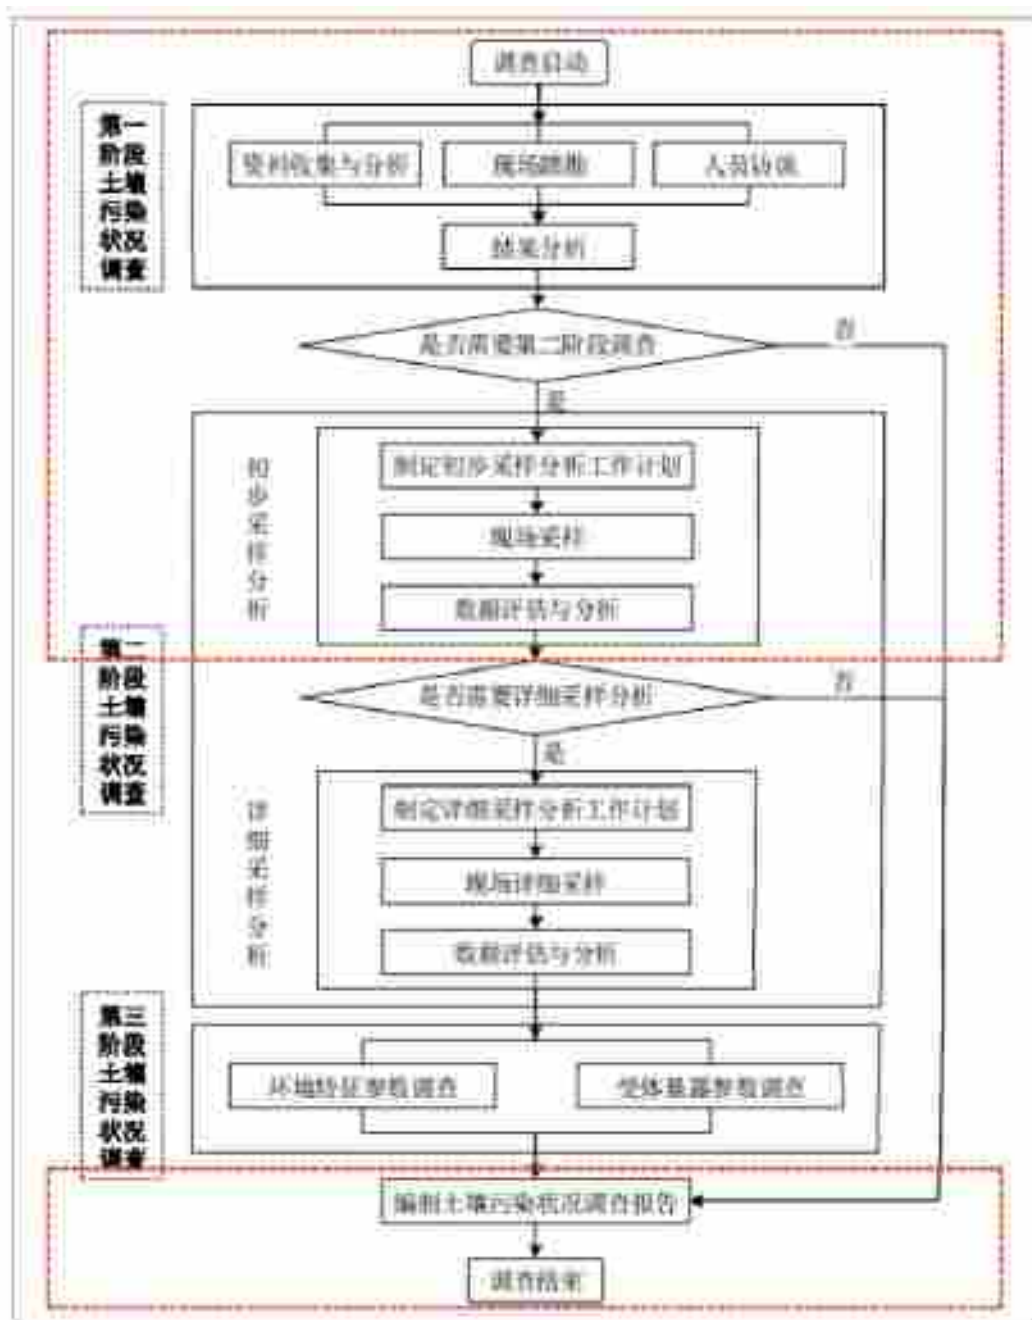 调查启动
第一
阶段
土壤
污染
状况
调查
资料收集与分析
现场踏勘
人员访谈
结果分析
是否需要第二阶段调查
否
是
初步采样分析
制定初步采样分析工作计划
现场采样
数据评估与分析
第二
阶段
土壤
污染
状况
调查
是否需要详细采样分析
否
是
详细采样分析
制定详细采样分析工作计划
现场详细采样
数据评估与分析
第三
阶段
土壤
污染
状况
调查
参数调查
受体暴露参数调查
编制土壤污染状况调查报告
调查结束